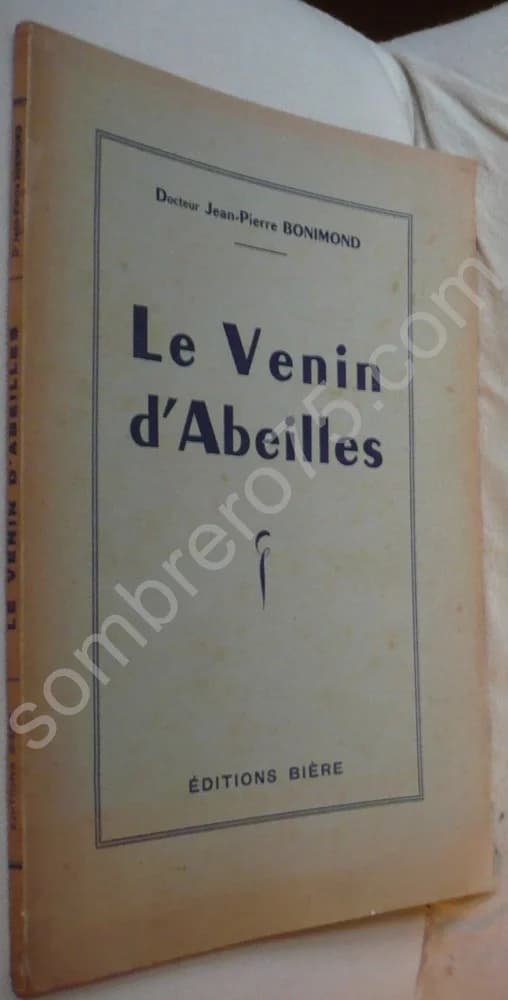 Docteur Jean-Pierre BONIMOND
Le Venin
d'Abeilles
ÉDITIONS BIÈRE
LE VENIN D'ABEILLES
sombrero75.com